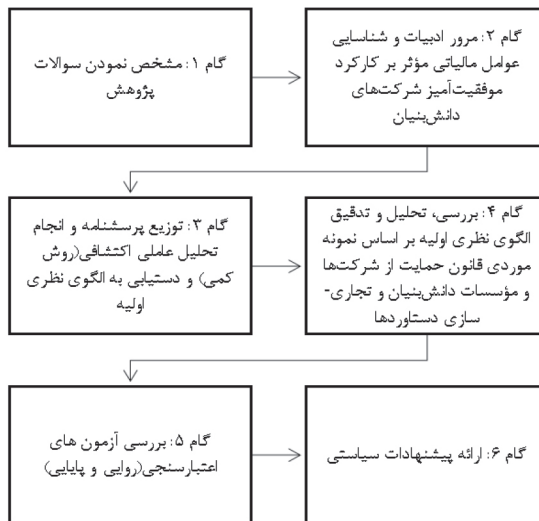 گام ۱: مشخص نمودن سوالات
پژوهش
گام ۲: مرور ادبیات و شناسایی
عوامل مالیاتی مؤثر بر کارکرد
موفقیت‌آمیز شرکت‌های
دانش‌بنیان
گام ۳: توزیع پرسشنامه و انجام
تحلیل عاملی اکتشافی(روش
کمی) و دستیابی به الگوی نظری
اولیه
گام ۴: بررسی، تحلیل و تدقیق
الگوی نظری اولیه بر اساس نمونه
موردی قانون حمایت از شرکت‌ها
و مؤسسات دانش‌بنیان و تجاری-
سازی دستاوردها
گام ۵: بررسی آزمون های
اعتبارسنجی(روایی و پایایی)
گام ۶: ارائه پیشنهادات سیاستی